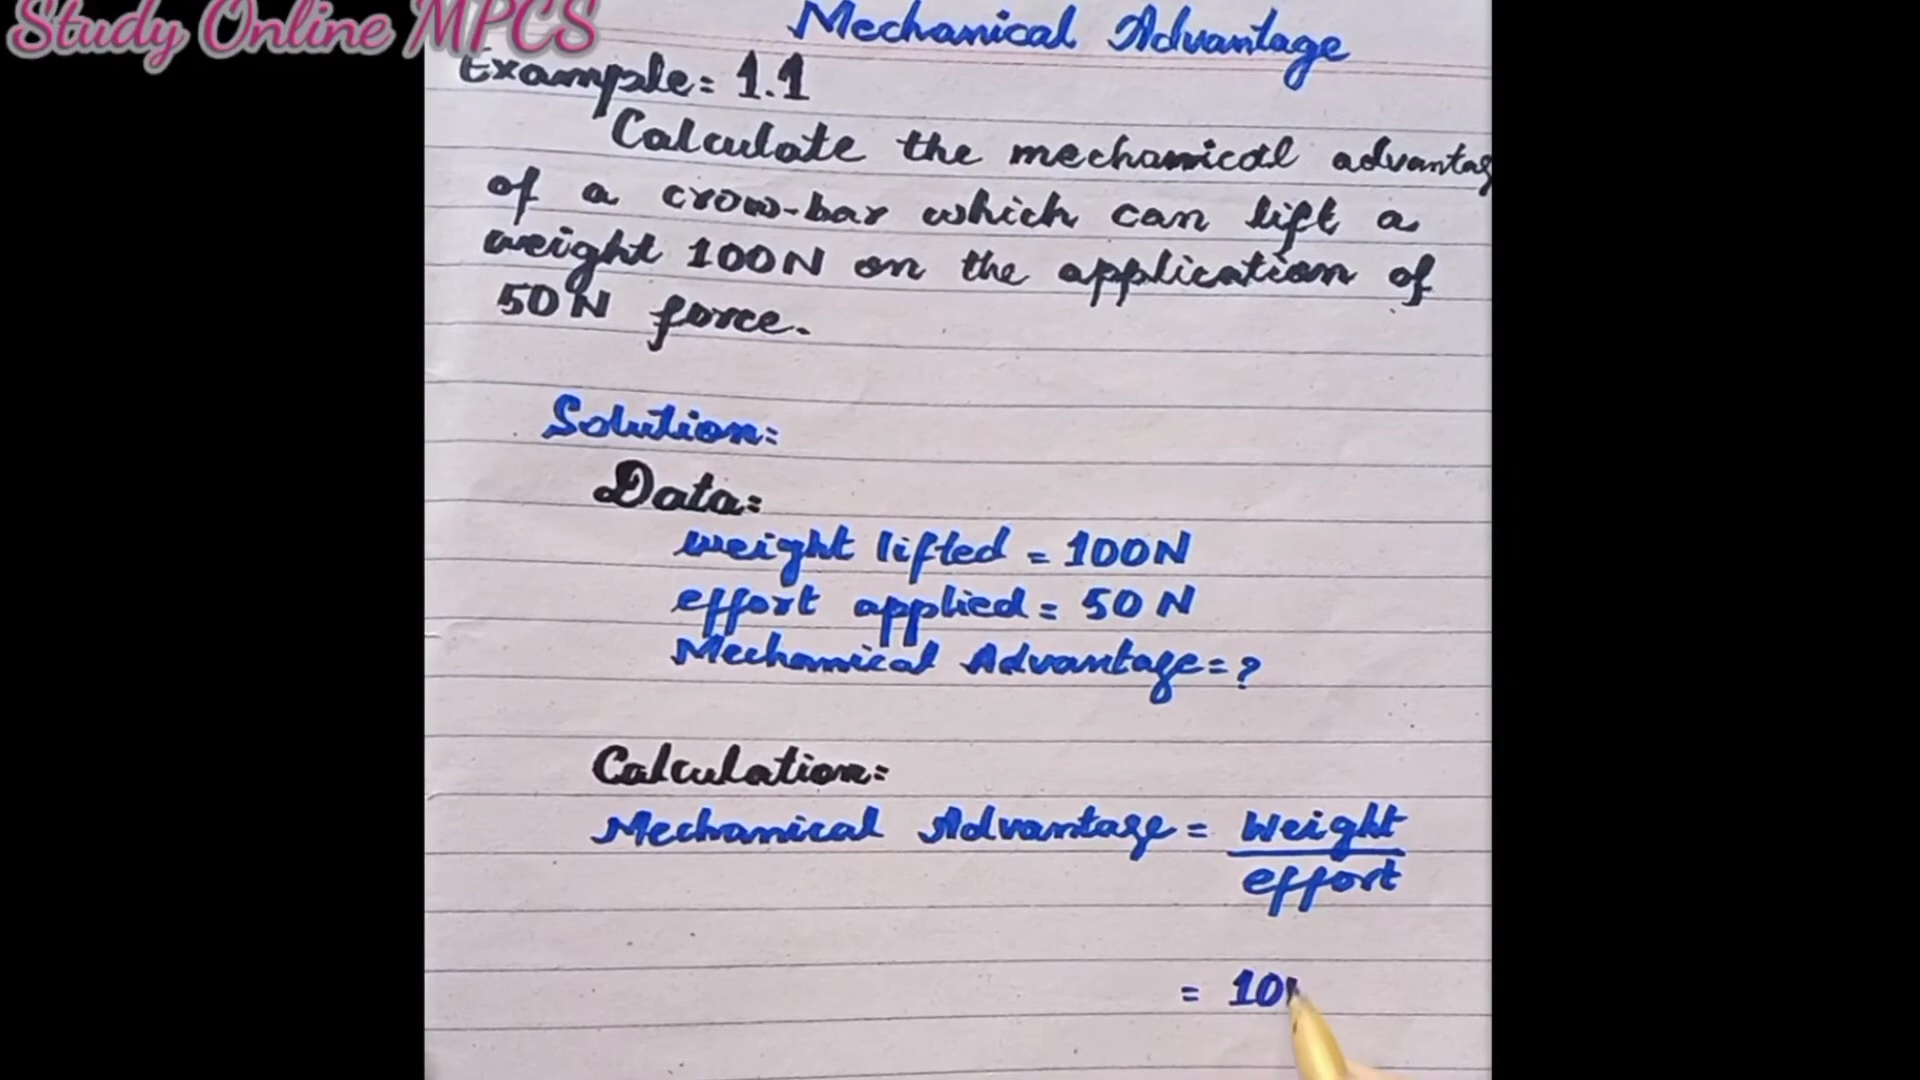 Study Online MPCS
Mechanical Advantage
Example= 1.1
Calculate the mechanical advantag
of a crow-bar which can lift a
weight 100N on the application of
50N force.
Solution=
Data=
weight lifted = 100N
effort applied = 50 N
Mechanical Advantage = ?
Calculation=
Mechanical Advantage = Weight
effort
= 10